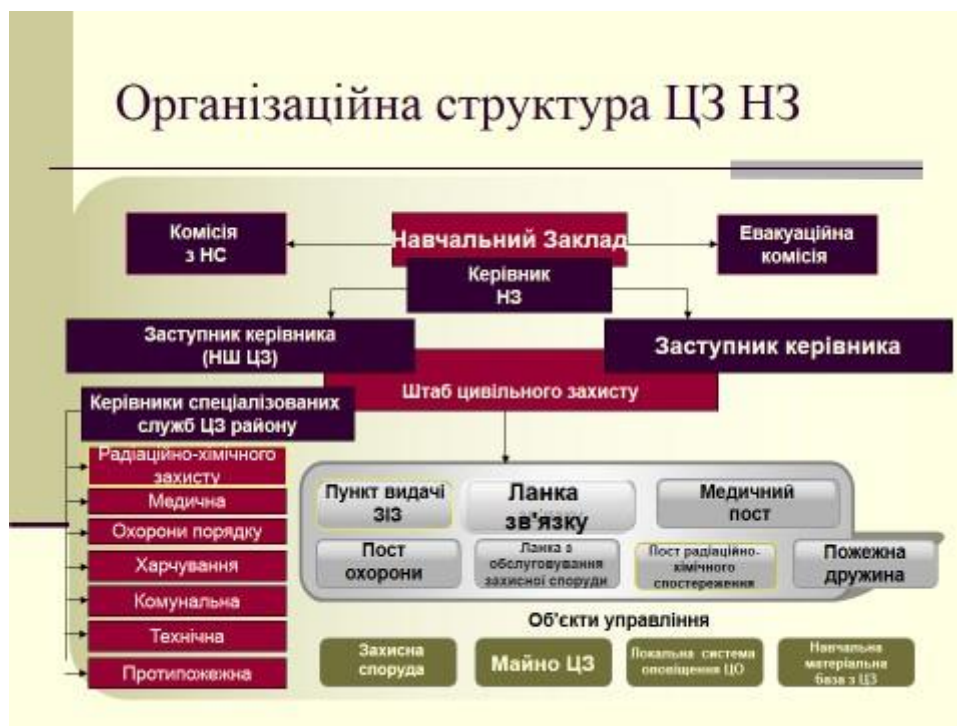 Організаційна структура ЦЗ НЗ
Комісія
з НС
Навчальний Заклад
Евакуаційна
комісія
Керівник
НЗ
Заступник керівника
(НШ ЦЗ)
Заступник керівника
Штаб цивільного захисту
Керівники спеціалізованих
служб ЦЗ району
Радіаційно-хімічного
захисту
Медична
Охорони порядку
Харчування
Комунальна
Технічна
Протипожежна
Пункт видачі
ЗІЗ
Ланка
зв'язку
Медичний
пост
Пост
охорони
Ланка з
обслуговування
захисної споруди
Пост радіаційно-
хімічного
спостереження
Пожежна
дружина
Об'єкти управління
Захисна
споруда
Майно ЦЗ
Локальна система
оповіщення ЦО
Навчальна
матеріальна
база з ЦЗ